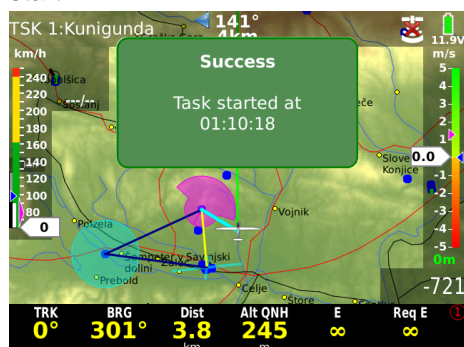 TSK 1:Kunigunda
141°
4km
11.9V
km/h
m/s
Success
Task started at
01:10:18
240
220
200
180
160
140
120
100
80
0
--/--
5
4
3
2
1
0.0
-1
-2
-3
-4
-5
0m
-721
Slove
Konjice
Vojnik
Polzela
Šempeter v Savinjski
dolini
Prebold
Celje
Store
TRK
BRG
Dist
Alt QNH
E
Req E
1
0°
301°
3.8
245
∞
∞
km
m